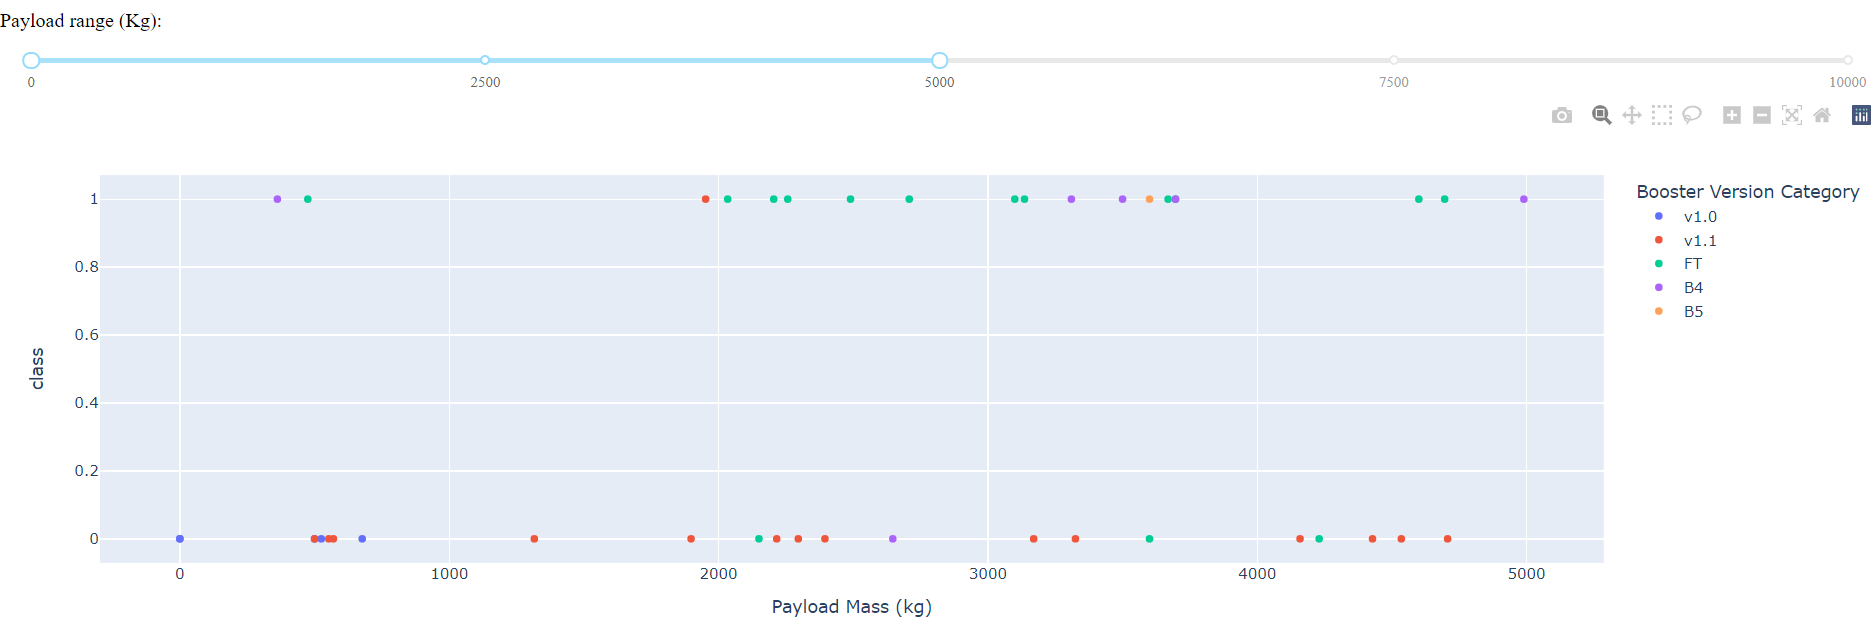 Payload range (Kg):
0 2500 5000 7500 10000
Booster Version Category
v1.0
v1.1
FT
B4
B5
1
0.8
0.6
0.4
0.2
0
class
0 1000 2000 3000 4000 5000
Payload Mass (kg)